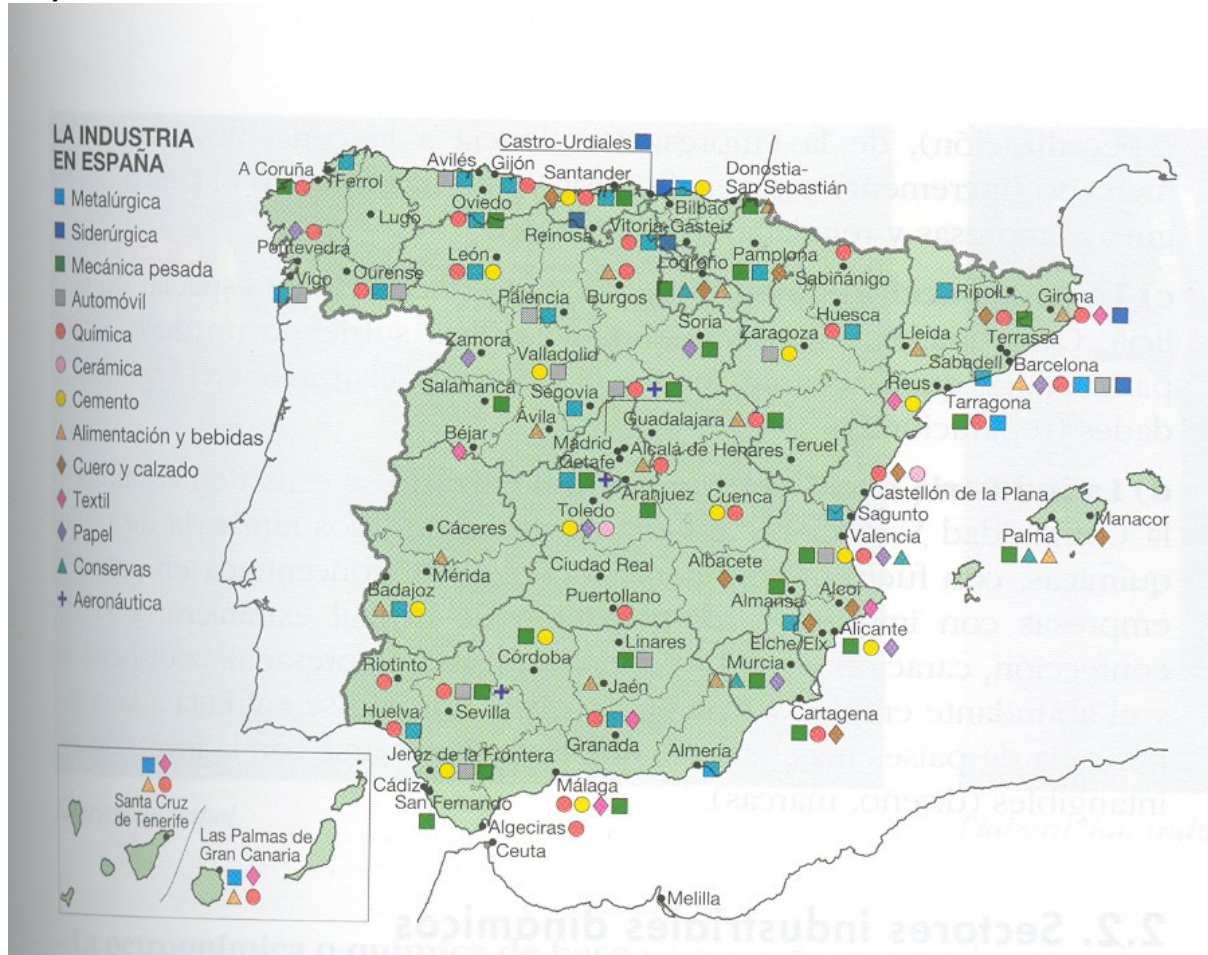 LA INDUSTRIA
EN ESPAÑA
Metalúrgica
Siderúrgica
Mecánica pesada
Automóvil
Química
Cerámica
Cemento
Alimentación y bebidas
Cuero y calzado
Textil
Papel
Conservas
Aeronáutica
Castro-Urdiales
A Coruña
Ferrol
Avilés
Gijón
Santander
Donostia-
San Sebastián
Bilbao
Lugo
Oviedo
Reinosa
Vitoria-Gasteiz
Pontevedra
León
Logroño
Pamplona
Sabiñánigo
Vigo
Ourense
Burgos
Ripoll
Girona
Palencia
Huesca
Soria
Zaragoza
Lleida
Terrassa
Zamora
Valladolid
Sabadell
Barcelona
Salamanca
Segovia
Reus
Tarragona
Ávila
Guadalajara
Béjar
Madrid
Alcalá de Henares
Teruel
Getafe
Aranjuez
Cuenca
Castellón de la Plana
Toledo
Sagunto
Manacor
Cáceres
Valencia
Palma
Ciudad Real
Albacete
Mérida
Badajoz
Puertollano
Almansa
Alcoi
Alicante
Linares
Elche/Elx
Córdoba
Murcia
Riotinto
Jaén
Huelva
Sevilla
Cartagena
Granada
Jerez de la Frontera
Almería
Cádiz
Málaga
San Fernando
Santa Cruz
de Tenerife
Algeciras
Las Palmas de
Gran Canaria
Ceuta
Melilla
2.2. Sectores industriales dinámicos